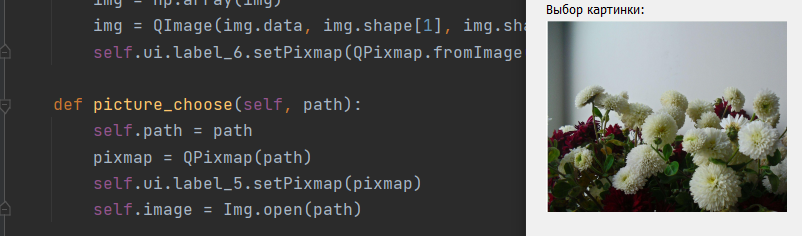 img = np.array(img)
img = QImage(img.data, img.shape[1], img.sha
self.ui.label_6.setPixmap(QPixmap.fromImage
def picture_choose(self, path):
self.path = path
pixmap = QPixmap(path)
self.ui.label_5.setPixmap(pixmap)
self.image = Img.open(path)
Выбор картинки: